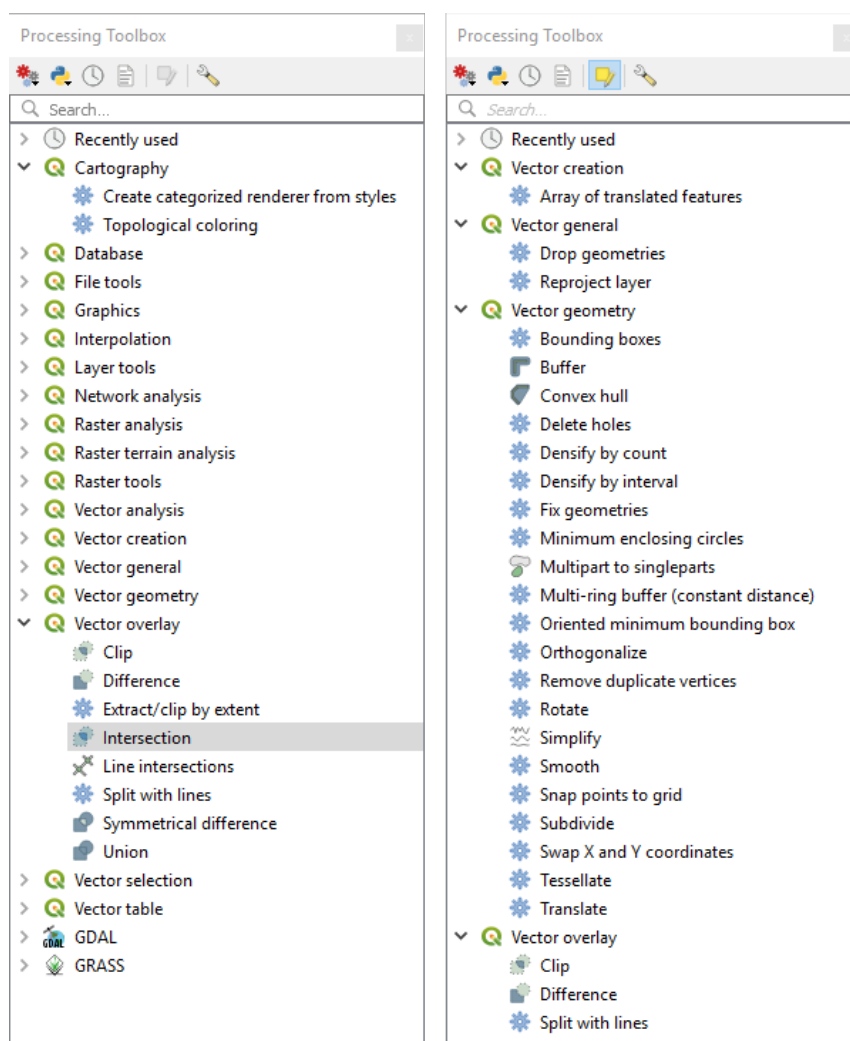 Processing Toolbox
Search...
Recently used
Cartography
Create categorized renderer from styles
Topological coloring
Database
File tools
Graphics
Interpolation
Layer tools
Network analysis
Raster analysis
Raster terrain analysis
Raster tools
Vector analysis
Vector creation
Vector general
Vector geometry
Vector overlay
Clip
Difference
Extract/clip by extent
Intersection
Line intersections
Split with lines
Symmetrical difference
Union
Vector selection
Vector table
GDAL
GRASS
Processing Toolbox
Search...
Recently used
Vector creation
Array of translated features
Vector general
Drop geometries
Reproject layer
Vector geometry
Bounding boxes
Buffer
Convex hull
Delete holes
Densify by count
Densify by interval
Fix geometries
Minimum enclosing circles
Multipart to singleparts
Multi-ring buffer (constant distance)
Oriented minimum bounding box
Orthogonalize
Remove duplicate vertices
Rotate
Simplify
Smooth
Snap points to grid
Subdivide
Swap X and Y coordinates
Tessellate
Translate
Vector overlay
Clip
Difference
Split with lines